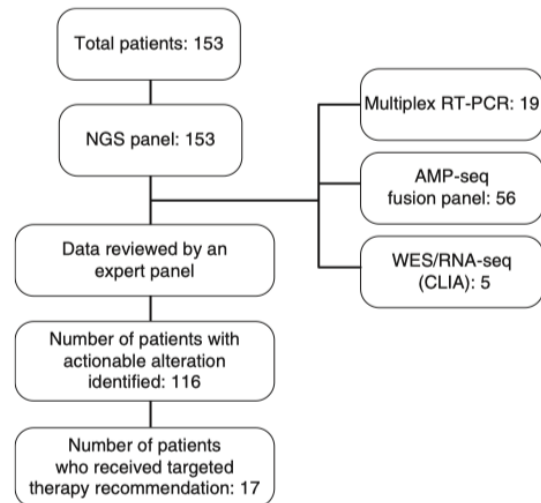 Total patients: 153
NGS panel: 153
Multiplex RT-PCR: 19
AMP-seq
fusion panel: 56
WES/RNA-seq
(CLIA): 5
Data reviewed by an
expert panel
Number of patients with
actionable alteration
identified: 116
Number of patients
who received targeted
therapy recommendation: 17